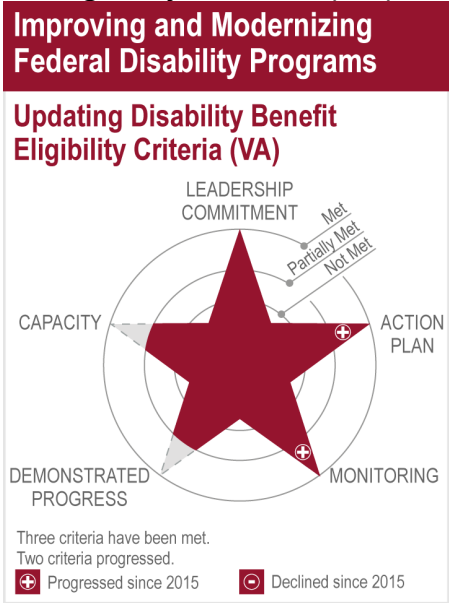 Improving and Modernizing
Federal Disability Programs
Updating Disability Benefit
Eligibility Criteria (VA)
LEADERSHIP
COMMITMENT
Met
Partially Met
Not Met
CAPACITY
ACTION
PLAN
DEMONSTRATED
PROGRESS
MONITORING
Three criteria have been met.
Two criteria progressed.
Progressed since 2015
Declined since 2015